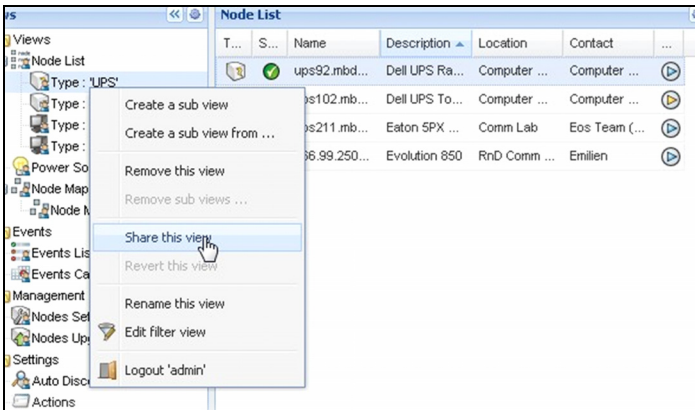 Node List
Views
Node List
Type : 'UPS'
Type :
Type :
Type :
Power So
Node Map
Node M
Events
Events Lis
Events Ca
Management
Nodes Set
Nodes Up
Settings
Auto Disc
Actions
Create a sub view
Create a sub view from ...
Remove this view
Remove sub views ...
Share this view
Revert this view
Rename this view
Edit filter view
Logout 'admin'
T... S... Name Description Location Contact ...
ups92.mbd... Dell UPS Ra... Computer ... Computer ...
s102.mb... Dell UPS To... Computer ... Computer ...
s211.mb... Eaton 5PX ... Comm Lab Eos Team (...
66.99.250... Evolution 850 RnD Comm ... Emilien